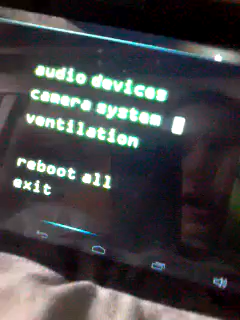 audio devices
camera system
ventilation
reboot all
exit